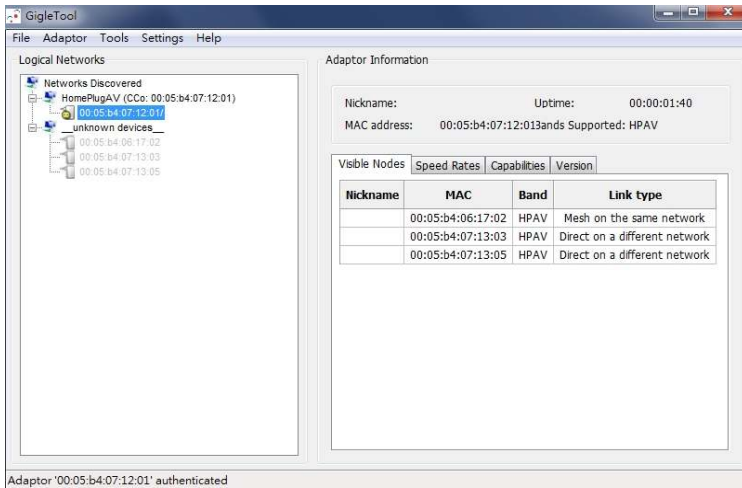 GigleTool
File Adaptor Tools Settings Help
Logical Networks
Networks Discovered
HomePlugAV (CCo: 00:05:b4:07:12:01)
00:05:b4:07:12:01/
__unknown devices__
00:05:b4:06:17:02
00:05:b4:07:13:03
00:05:b4:07:13:05
Adaptor Information
Nickname: Uptime: 00:00:01:40
MAC address: 00:05:b4:07:12:01 Bands Supported: HPAV
Visible Nodes Speed Rates Capabilities Version
Nickname MAC Band Link type
00:05:b4:06:17:02 HPAV Mesh on the same network
00:05:b4:07:13:03 HPAV Direct on a different network
00:05:b4:07:13:05 HPAV Direct on a different network
Adaptor '00:05:b4:07:12:01' authenticated